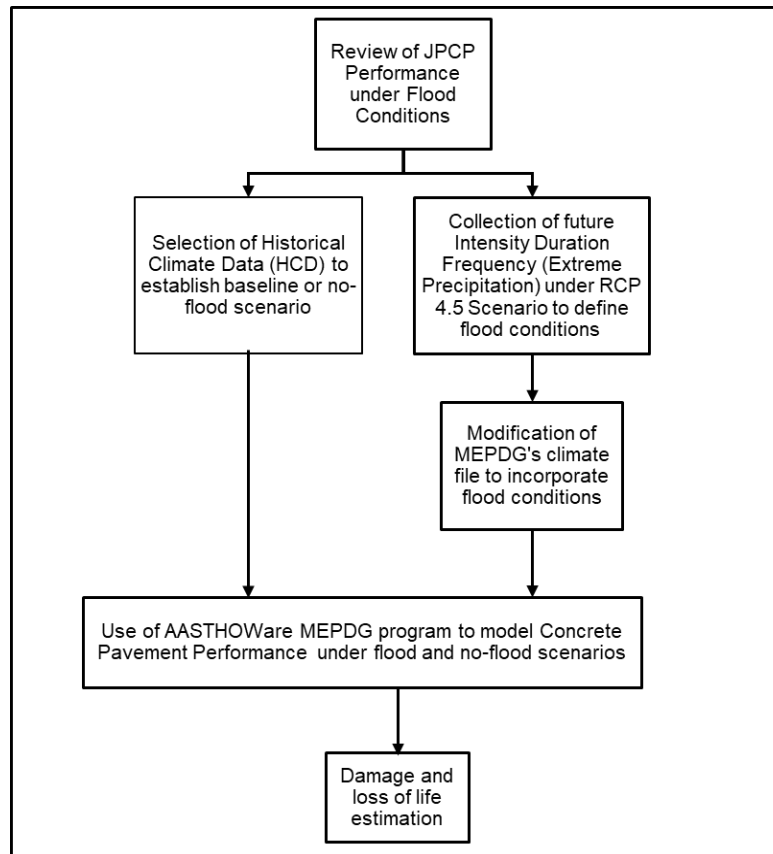 Review of JPCP
Performance
under Flood
Conditions
Selection of Historical
Climate Data (HCD) to
establish baseline or no-
flood scenario
Collection of future
Intensity Duration
Frequency (Extreme
Precipitation) under RCP
4.5 Scenario to define
flood conditions
Modification of
MEPDG's climate
file to incorporate
flood conditions
Use of AASTHOWare MEPDG program to model Concrete
Pavement Performance under flood and no-flood scenarios
Damage and
loss of life
estimation